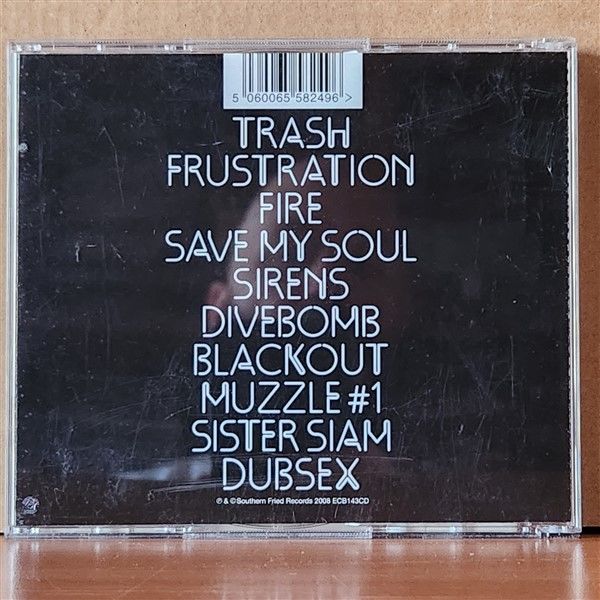 5 060065 582496 >
TRASH
FRUSTRATION
FIRE
SAVE MY SOUL
SIRENS
DIVEBOMB
BLACKOUT
MUZZLE #1
SISTER SIAM
DUBSEX
℗ & ©Southern Fried Records 2008 ECB143CD